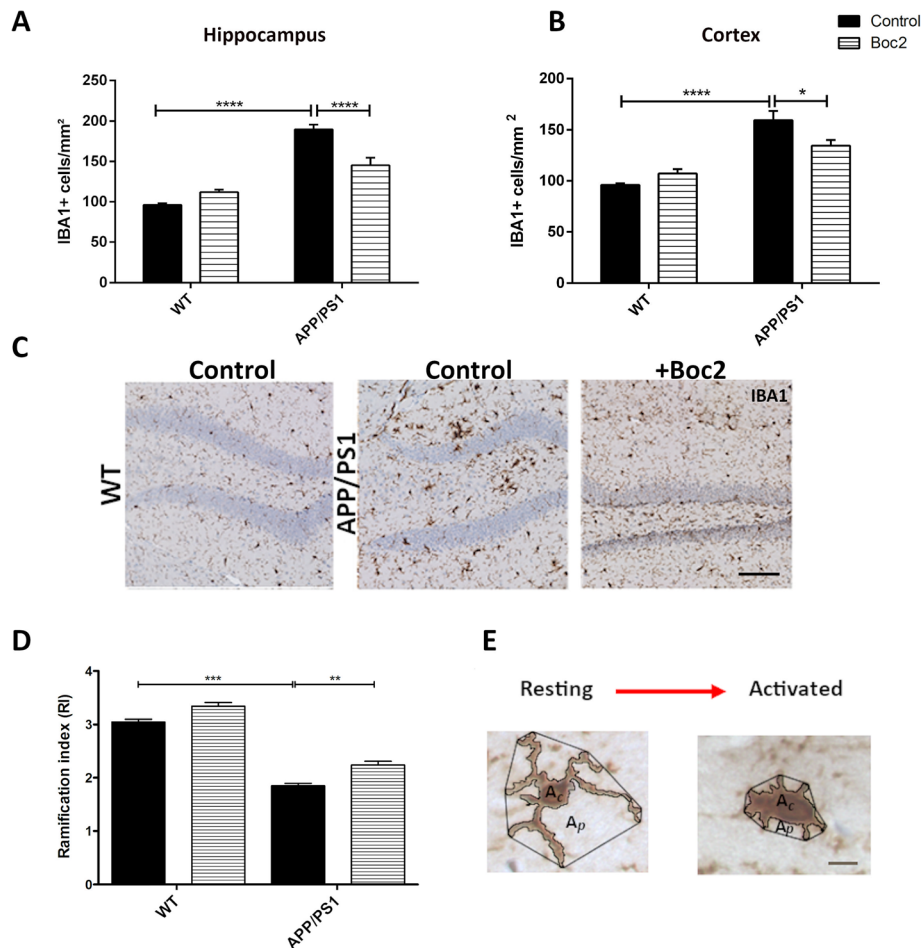 A
Hippocampus
IBA1+ cells/mm²
250
200
150
100
50
0
****
****
WT
APP/PS1
B
Cortex
Control
Boc2
IBA1+ cells/mm²
200
150
100
50
0
****
*
WT
APP/PS1
C
Control
Control
+Boc2
WT
APP/PS1
IBA1
D
Ramification index (RI)
4
3
2
1
0
***
**
WT
APP/PS1
E
Resting
Activated
Ac
Ap
Ac
Ap